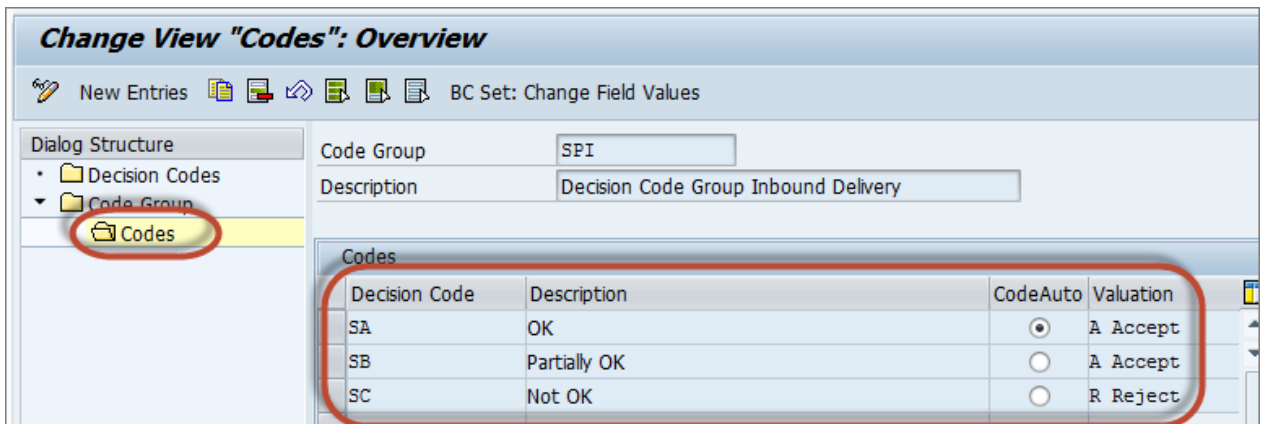 Change View "Codes": Overview
New Entries BC Set: Change Field Values
Dialog Structure
Decision Codes
Code Group
Codes
Code Group SPI
Description Decision Code Group Inbound Delivery
Codes
Decision Code Description CodeAuto Valuation
SA OK A Accept
SB Partially OK A Accept
SC Not OK R Reject